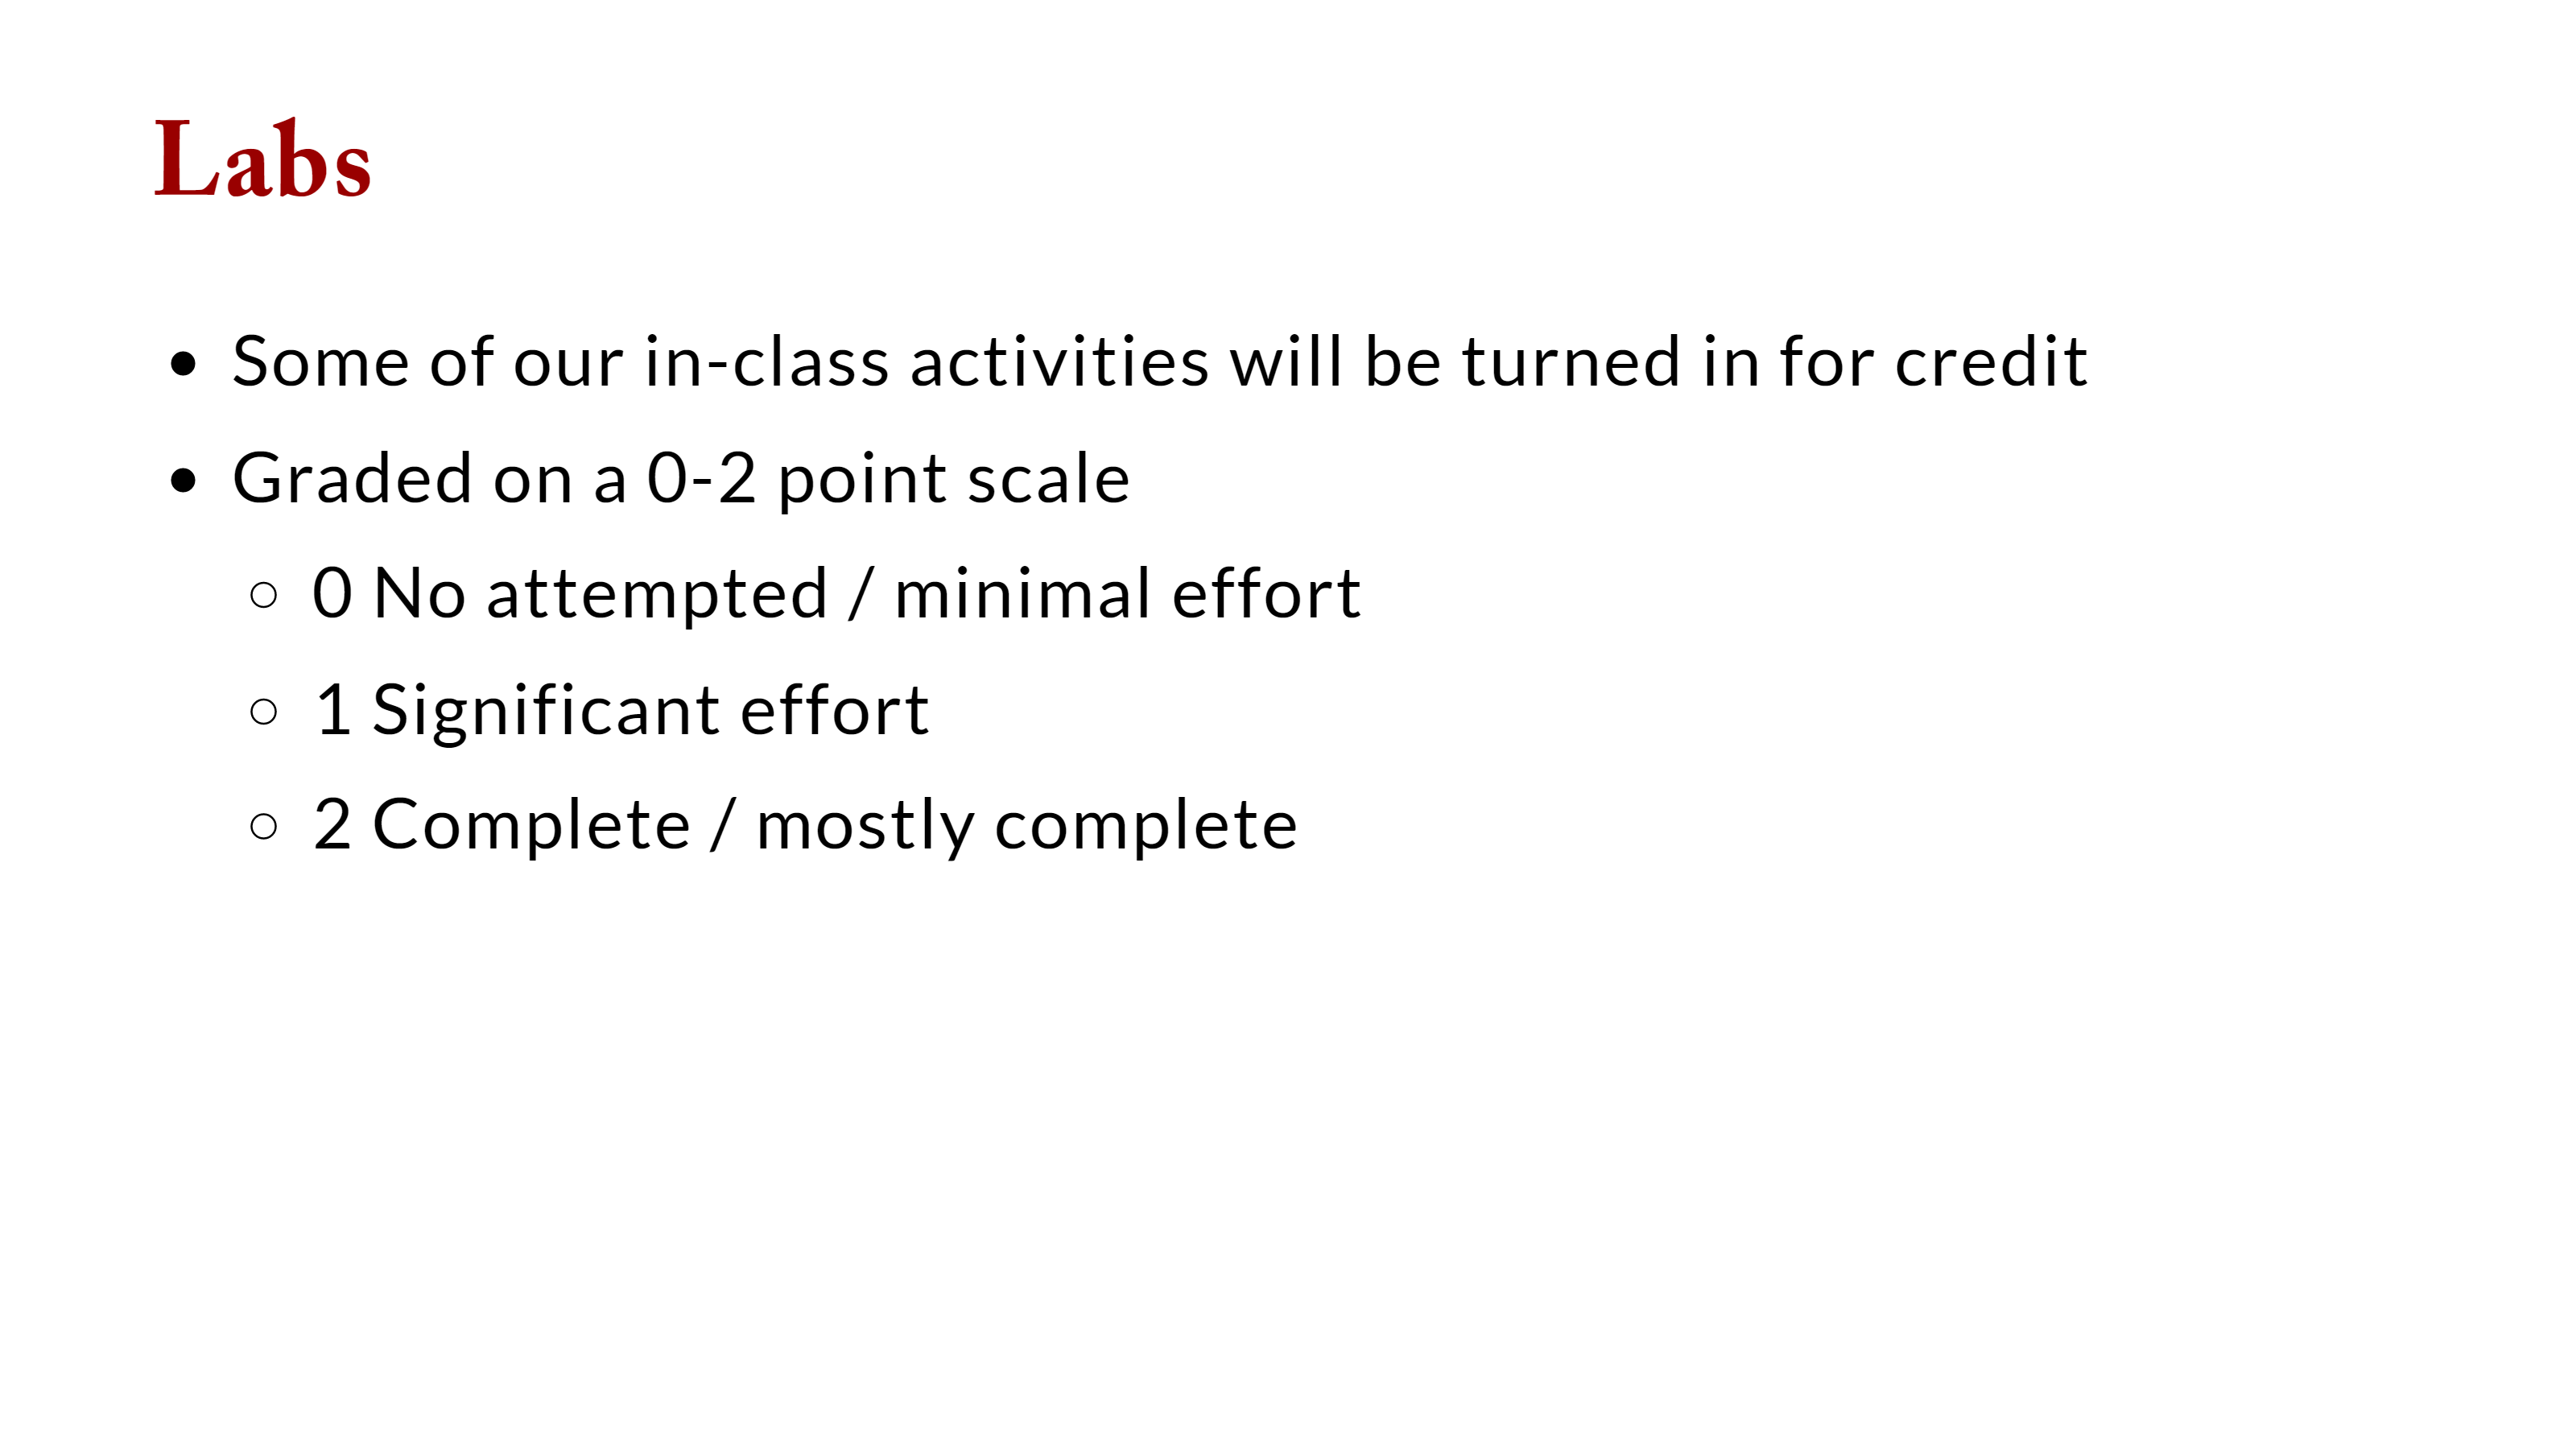 Labs
• Some of our in-class activities will be turned in for credit
• Graded on a 0-2 point scale
◦ 0 No attempted / minimal effort
◦ 1 Significant effort
◦ 2 Complete / mostly complete